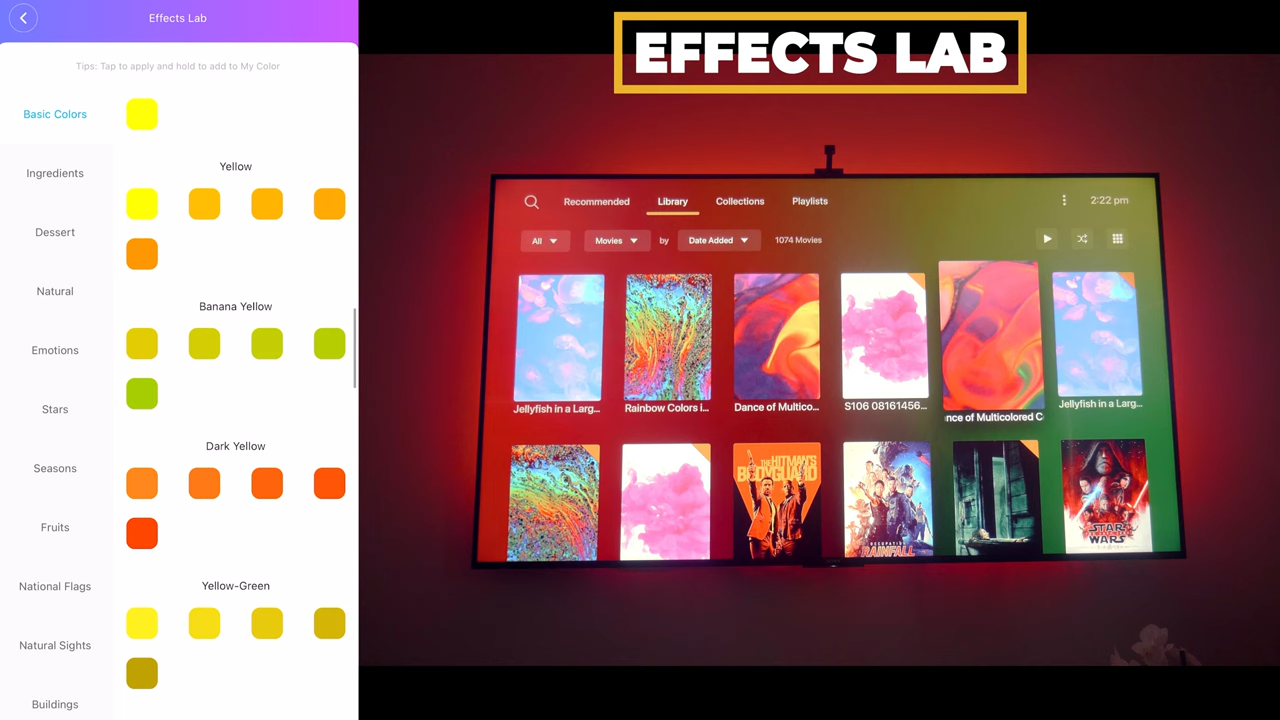 Effects Lab
Tips: Tap to apply and hold to add to My Color
Basic Colors
Ingredients
Dessert
Natural
Emotions
Stars
Seasons
Fruits
National Flags
Natural Sights
Buildings
Yellow
Banana Yellow
Dark Yellow
Yellow-Green
EFFECTS LAB
Recommended Library Collections Playlists 2:22 pm
All Movies by Date Added 1074 Movies
Jellyfish in a Larg... Rainbow Colors i... Dance of Multico... S106 08161456... nce of Multicolored C Jellyfish in a Larg...
THE HITMAN'S
BODYGUARD
OCCUPATION
RAINFALL
STAR
WARS